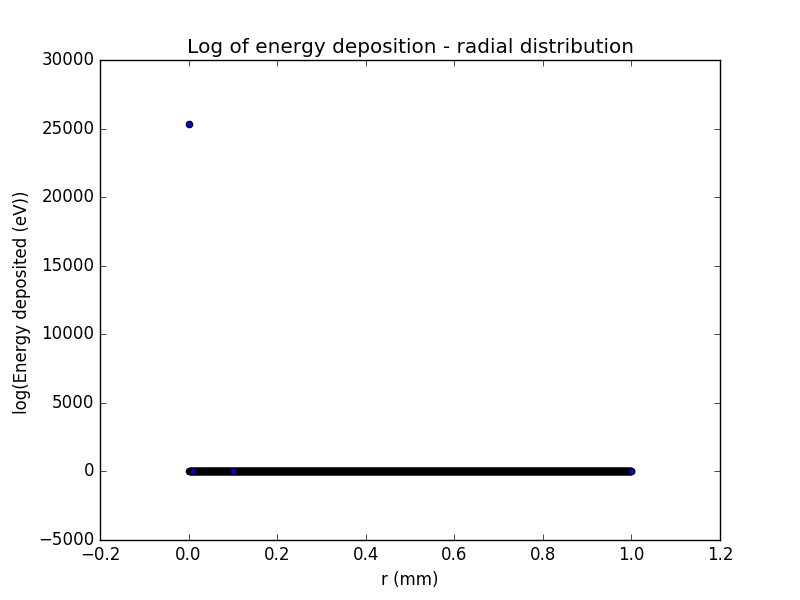 Log of energy deposition - radial distribution
30000
25000
20000
15000
10000
5000
0
−5000
log(Energy deposited (eV))
−0.2 0.0 0.2 0.4 0.6 0.8 1.0 1.2
r (mm)